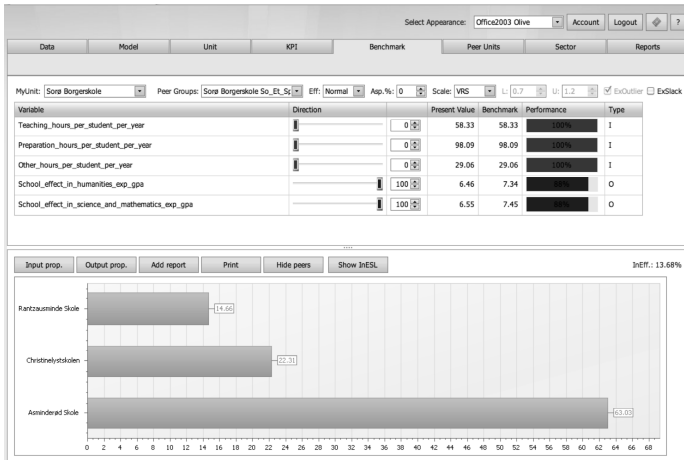 Select Appearance: Office2003 Olive Account Logout ?
Data Model Unit KPI Benchmark Peer Units Sector Reports
MyUnit: Sorø Borgerskole Peer Groups: Sorø Borgerskole So_Et_Sp Eff: Normal Asp.%: 0 Scale: VRS L: 0.7 U: 1.2 ExOutlier ExSlack
Variable Direction Present Value Benchmark Performance Type
Teaching_hours_per_student_per_year 0 58.33 58.33 100% I
Preparation_hours_per_student_per_year 0 98.09 98.09 100% I
Other_hours_per_student_per_year 0 29.06 29.06 100% I
School_effect_in_humanities_exp_gpa 100 6.46 7.34 88% O
School_effect_in_science_and_mathematics_exp_gpa 100 6.55 7.45 88% O
Input prop. Output prop. Add report Print Hide peers Show InESL InEff.: 13.68%
Rantzausminde Skole 14.66
Christinelystskolen 22.31
Asminderød Skole 63.03
0 2 4 6 8 10 12 14 16 18 20 22 24 26 28 30 32 34 36 38 40 42 44 46 48 50 52 54 56 58 60 62 64 66 68